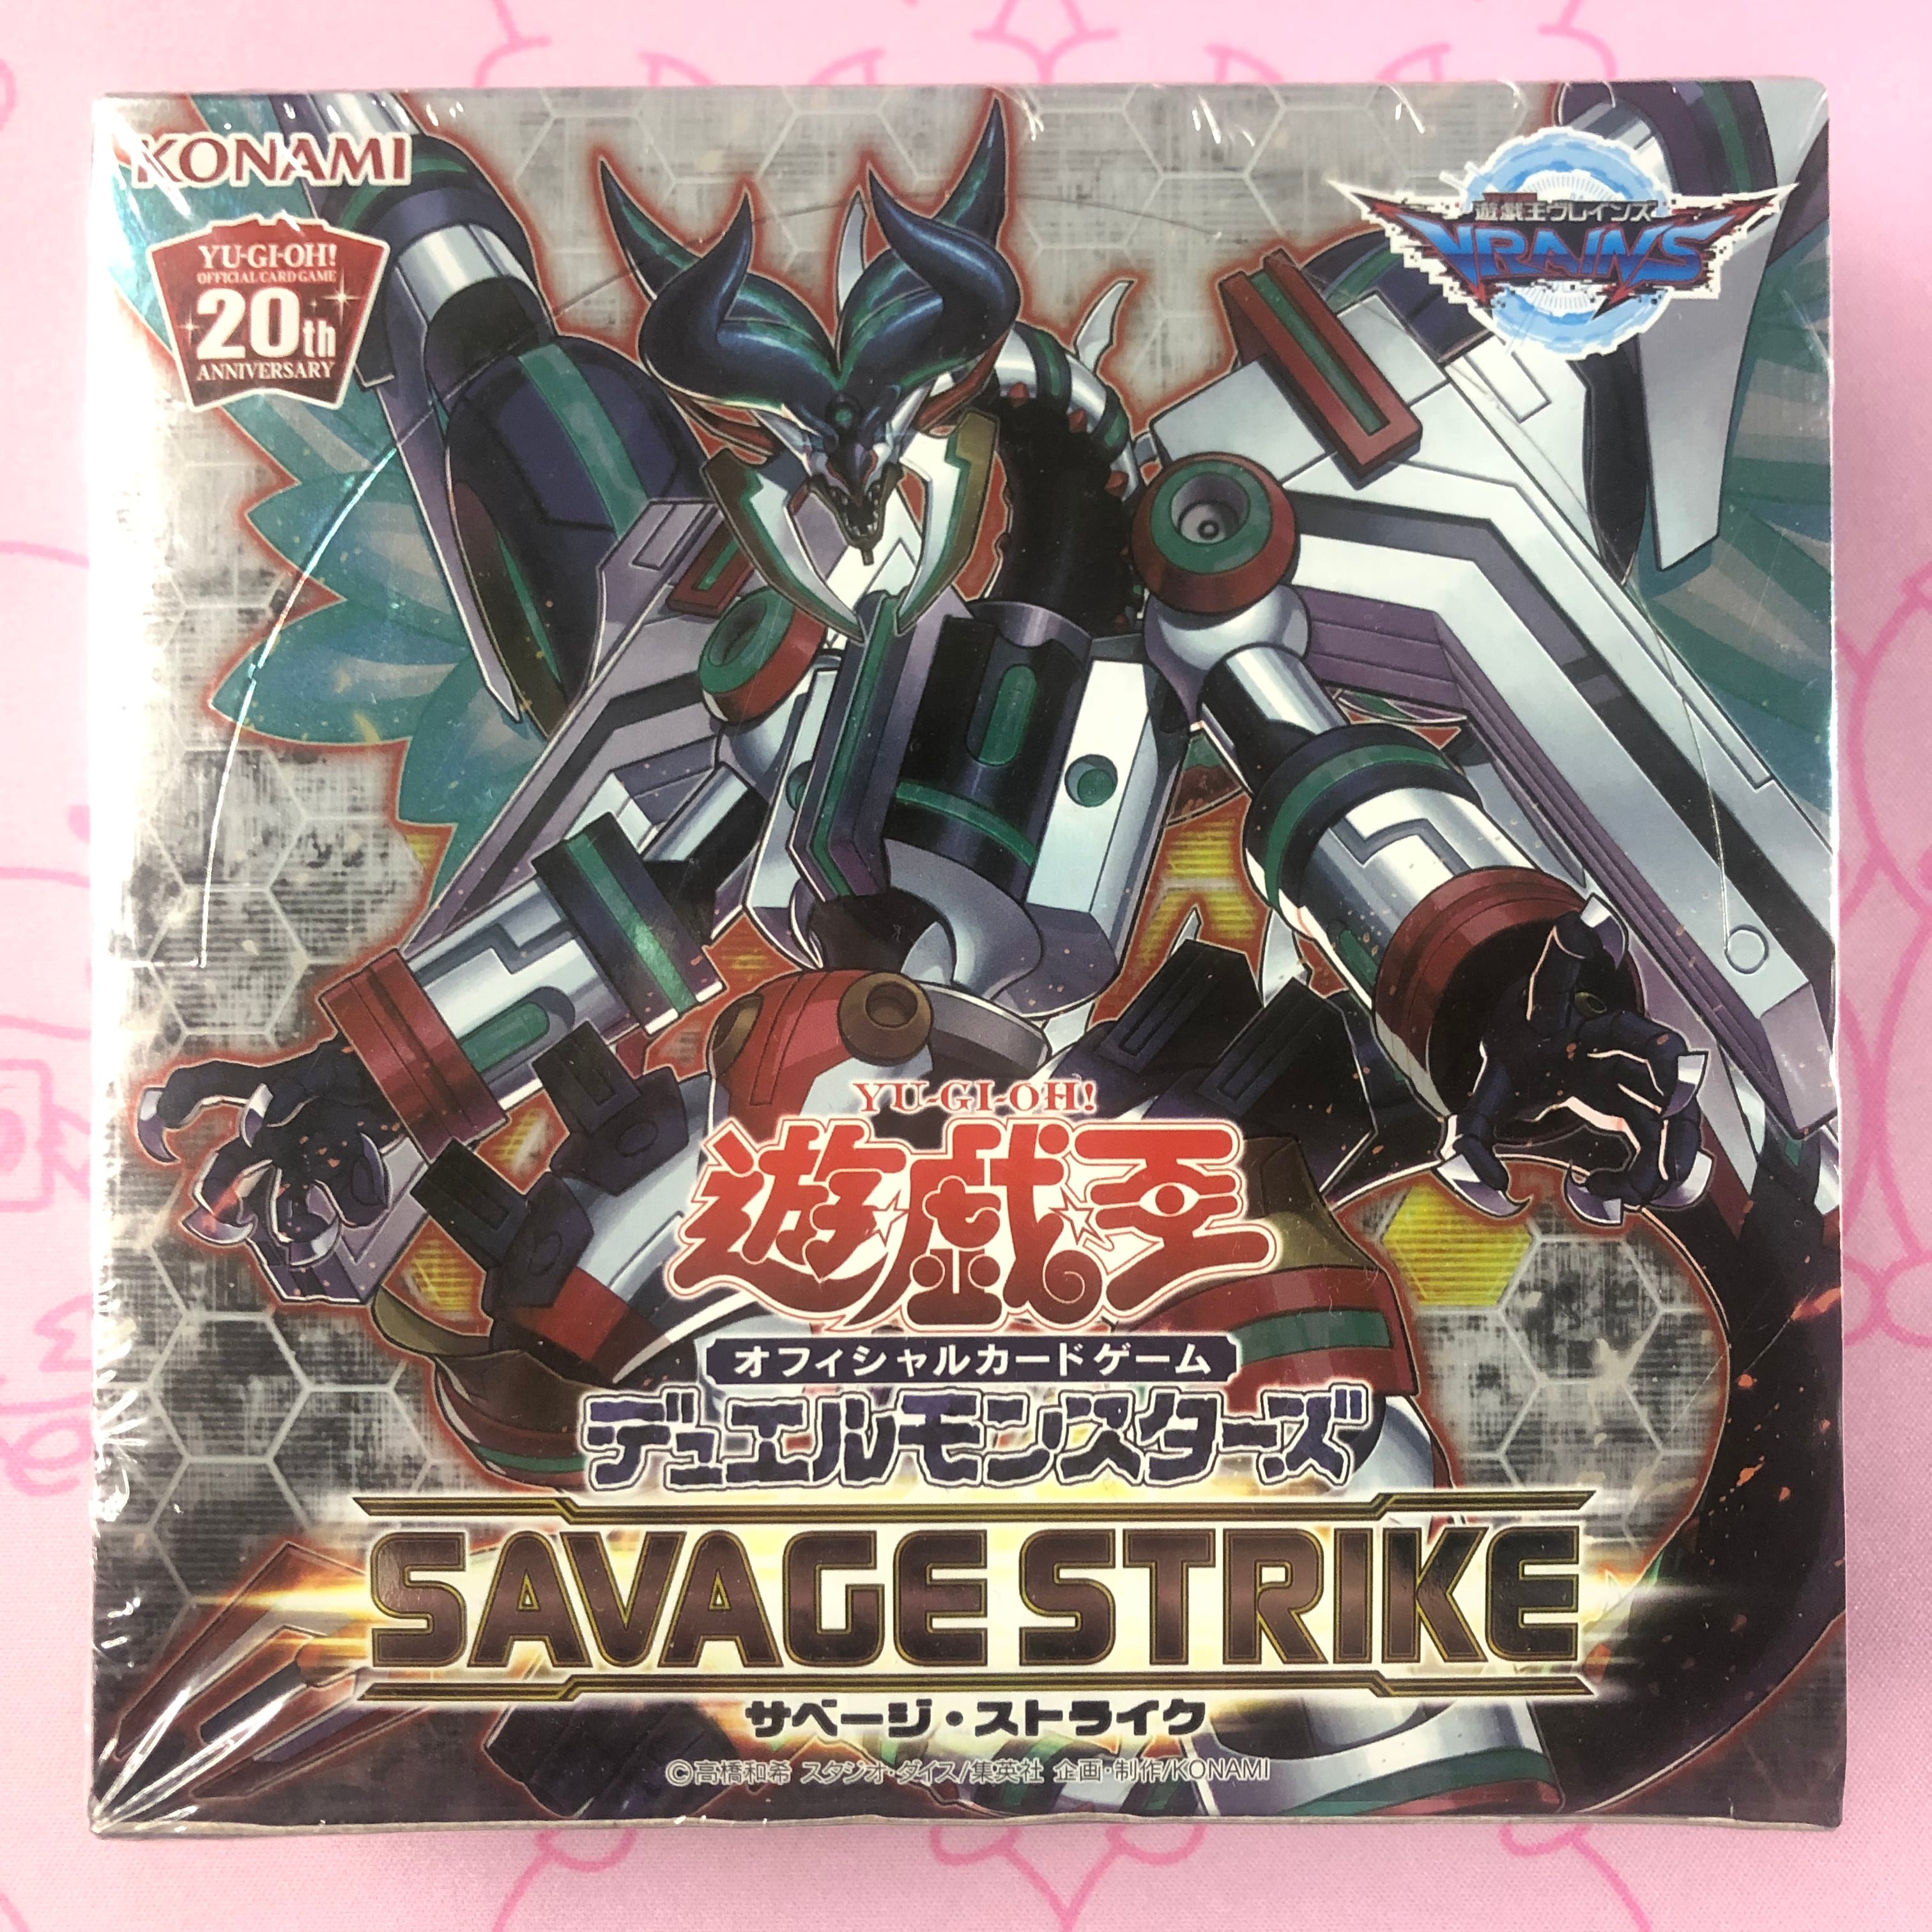 KONAMI
遊戯王ヴレインズ
VRAINS
YU-GI-OH!
OFFICIAL CARD GAME
20th
ANNIVERSARY
YU-GI-OH!
遊戯王
オフィシャルカードゲーム
デュエルモンスターズ
SAVAGE STRIKE
サベージ・ストライク
©高橋和希 スタジオ・ダイス/集英社 企画・制作/KONAMI